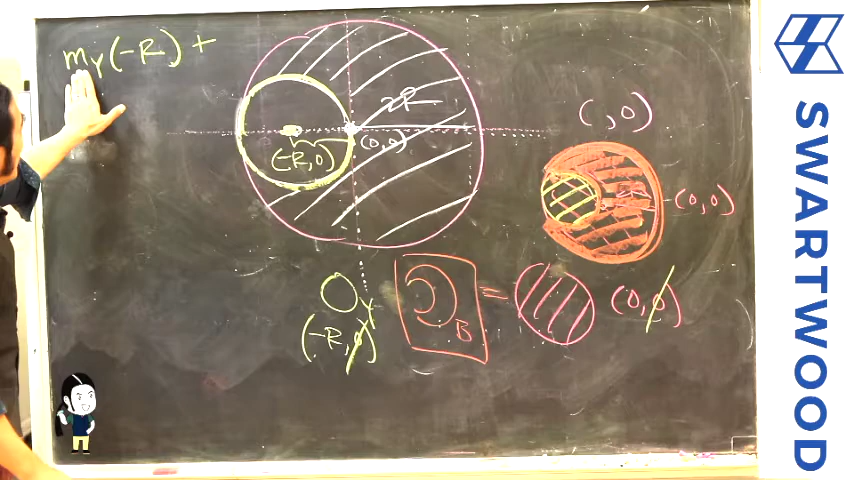 m_Y(-R) +
2R
(0,0)
(-R,0)
( ,0)
(0,0)
Y
B
=
(0,0)
(-R,0)
SWARTWOOD